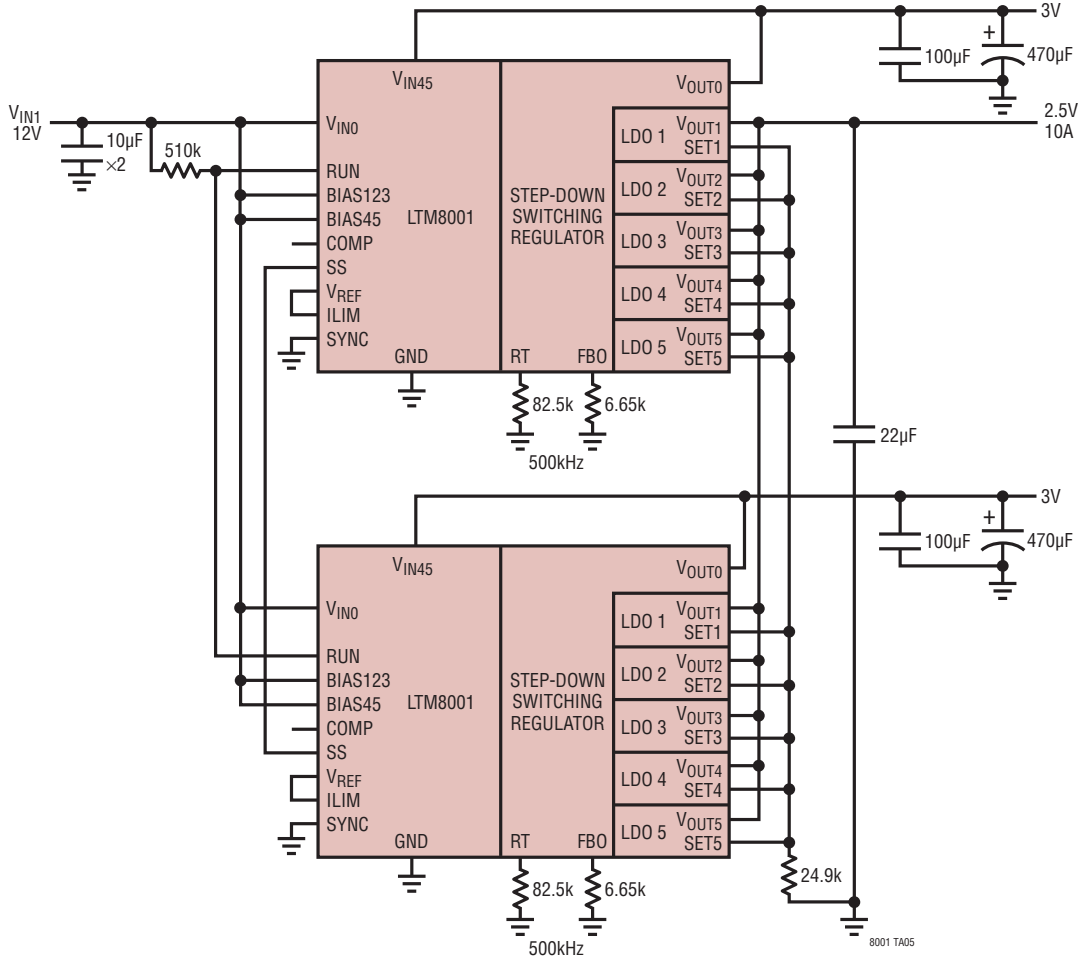 3V
100µF
+
470µF
VIN45
VOUT0
VIN1
12V
10µF
×2
510k
VIN0
RUN
BIAS123
BIAS45
COMP
SS
VREF
ILIM
SYNC
GND
LTM8001
STEP-DOWN
SWITCHING
REGULATOR
RT
FBO
LDO 1
VOUT1
SET1
LDO 2
VOUT2
SET2
LDO 3
VOUT3
SET3
LDO 4
VOUT4
SET4
LDO 5
VOUT5
SET5
2.5V
10A
82.5k
6.65k
500kHz
22µF
3V
100µF
+
470µF
VIN45
VOUT0
VIN0
RUN
BIAS123
BIAS45
COMP
SS
VREF
ILIM
SYNC
GND
LTM8001
STEP-DOWN
SWITCHING
REGULATOR
RT
FBO
LDO 1
VOUT1
SET1
LDO 2
VOUT2
SET2
LDO 3
VOUT3
SET3
LDO 4
VOUT4
SET4
LDO 5
VOUT5
SET5
82.5k
6.65k
500kHz
24.9k
8001 TA05